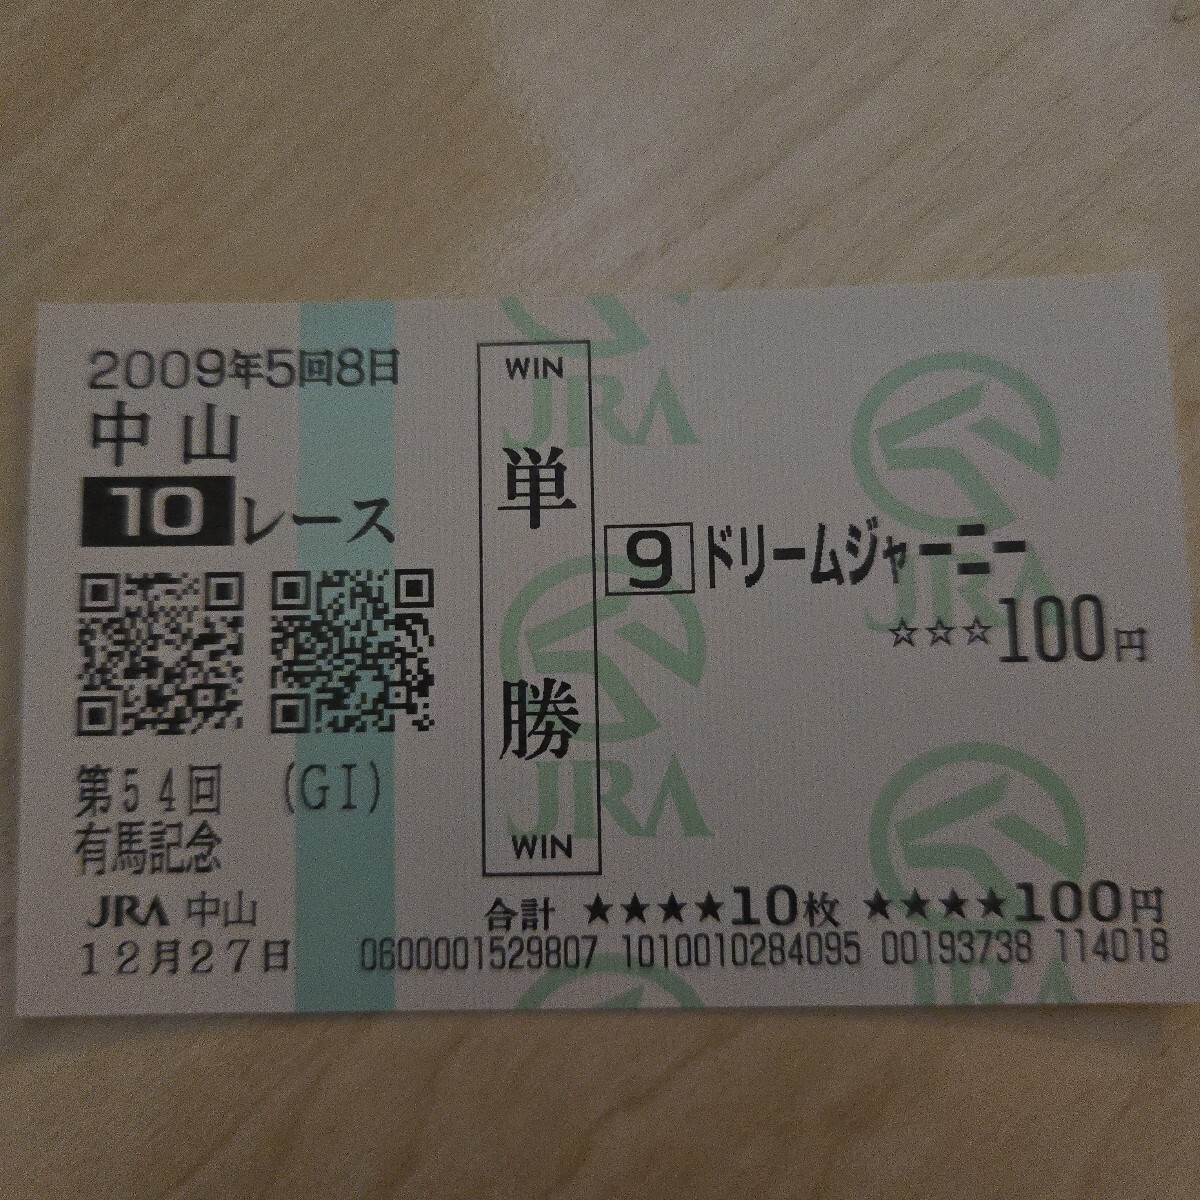 2009年5回8日
中山
10レース
第54回 (GI)
有馬記念
JRA 中山
12月27日
WIN
単勝
WIN
9 ドリームジャーニー
☆☆☆100円
合計 ★★★★10枚 ★★★★100円
0600001529807 1010010284095 00193738 114018
JRA
JRA
JRA
JRA